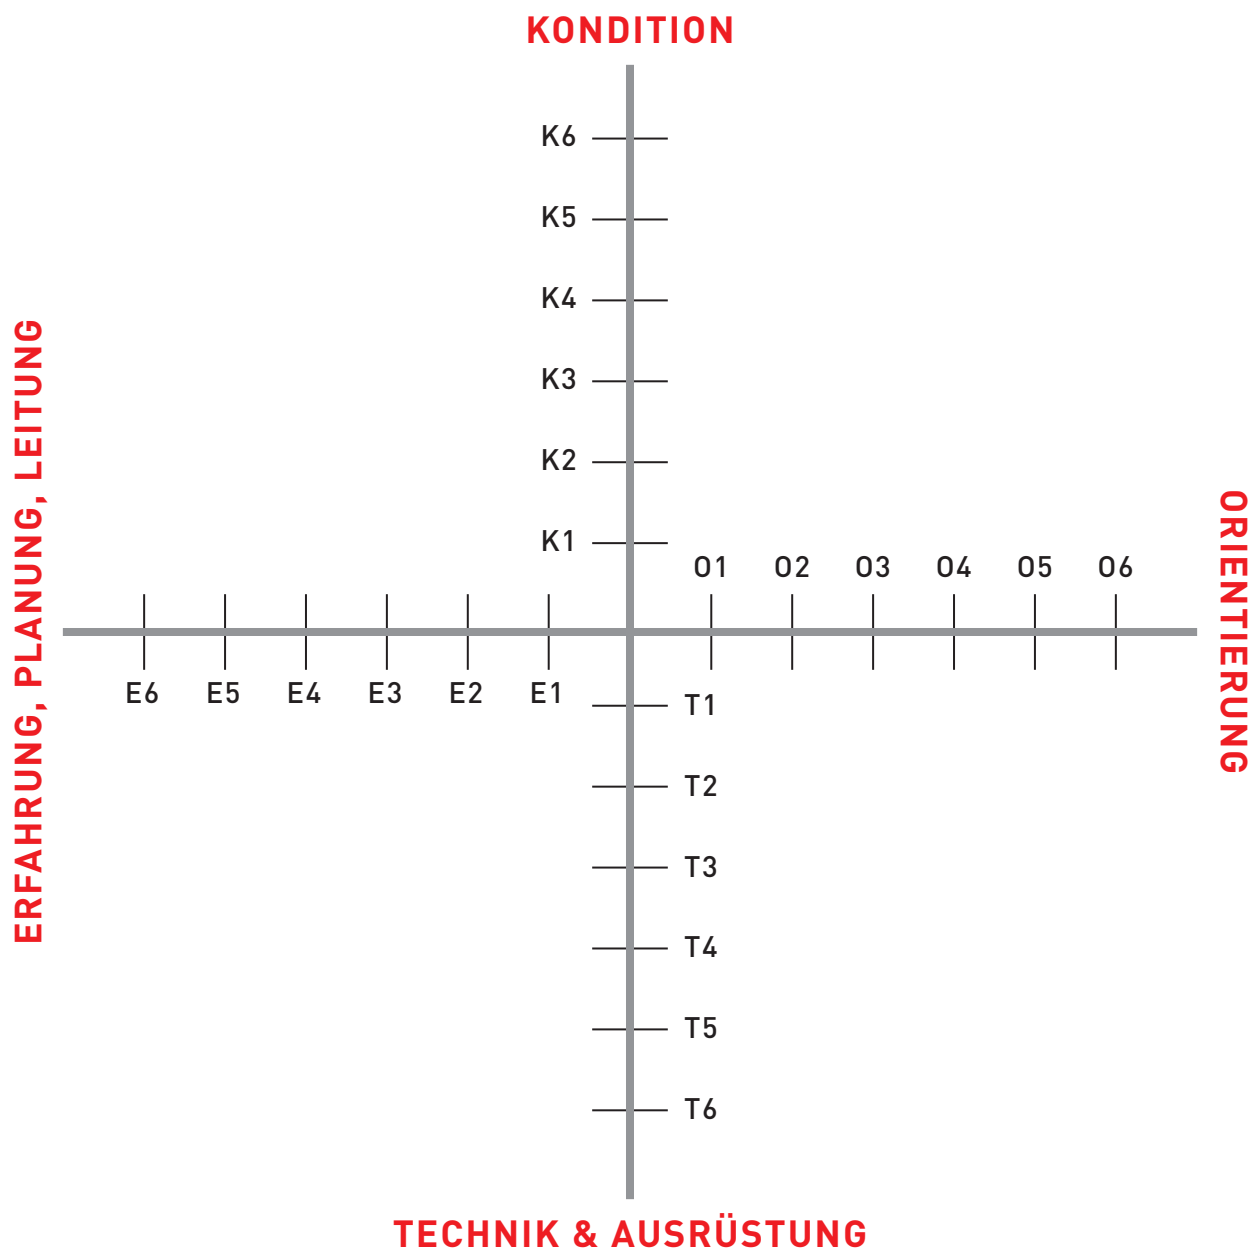 KONDITION
K6
K5
K4
K3
K2
K1
O1 O2 O3 O4 O5 O6
ORIENTIERUNG
ERFAHRUNG, PLANUNG, LEITUNG
E6 E5 E4 E3 E2 E1
T1
T2
T3
T4
T5
T6
TECHNIK & AUSRÜSTUNG